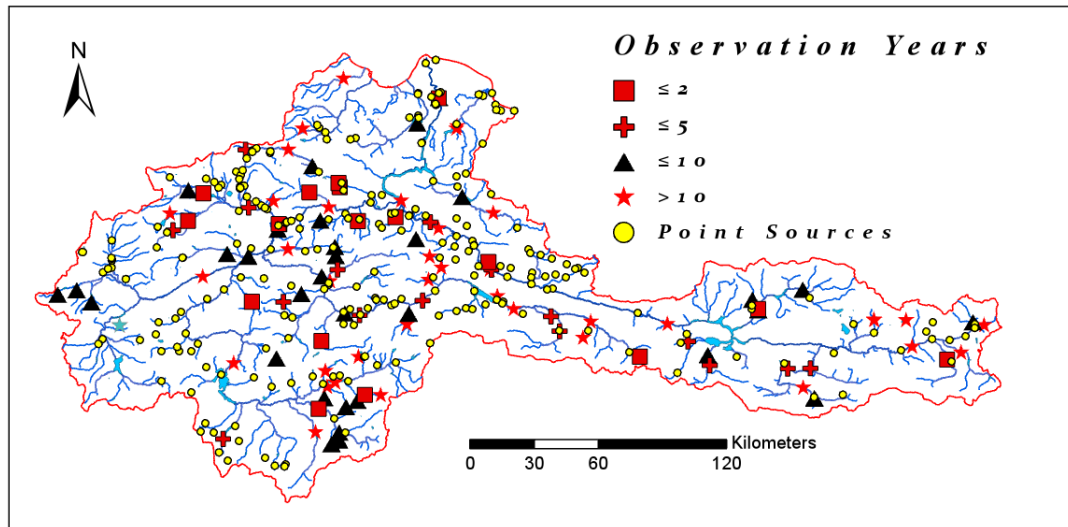 N
Observation Years
≤ 2
≤ 5
≤ 10
> 10
Point Sources
Kilometers
0 30 60 120